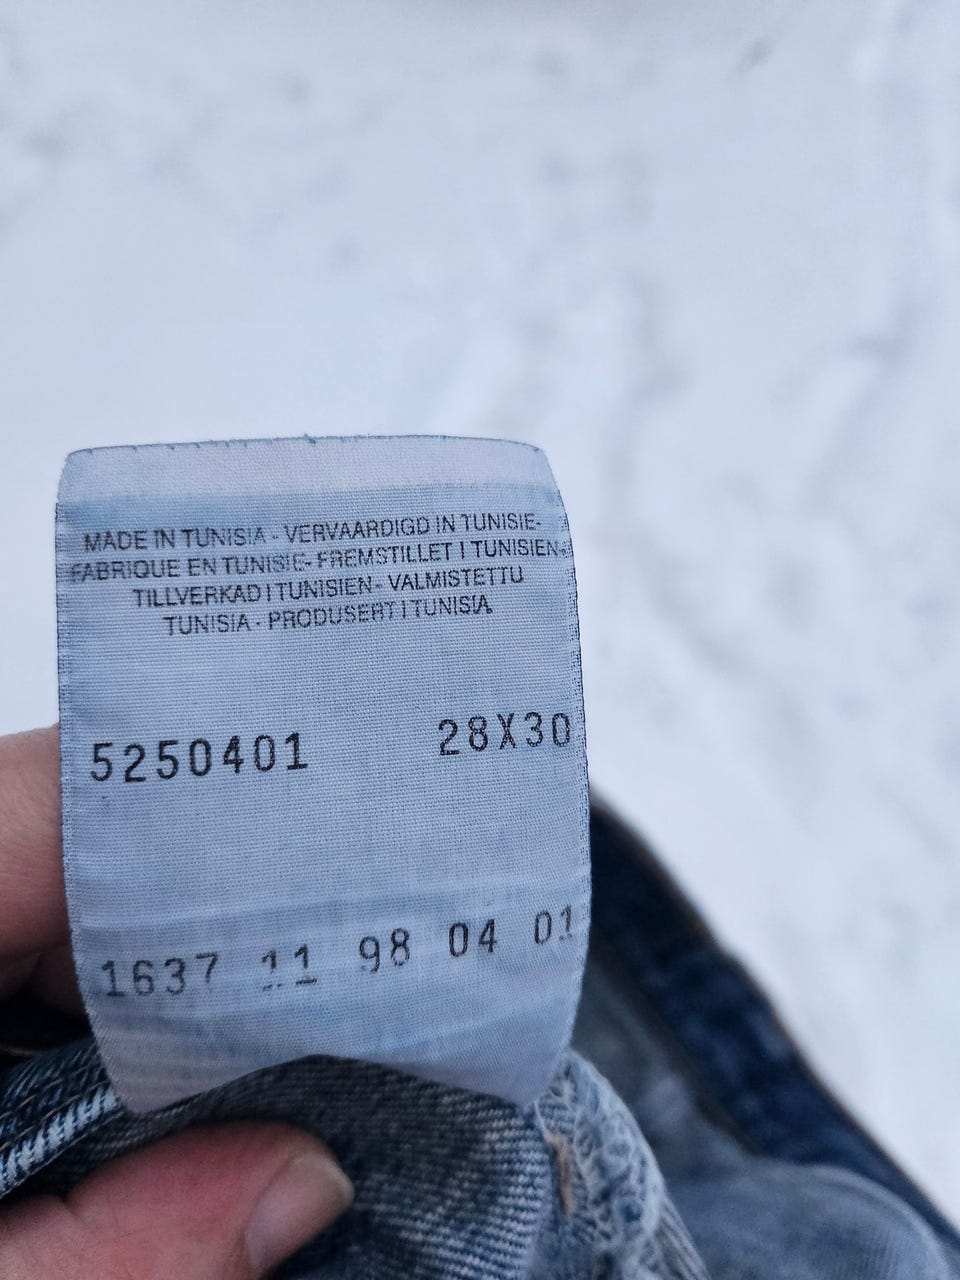 MADE IN TUNISIA - VERVAARDIGD IN TUNISIE-
FABRIQUE EN TUNISIE- FREMSTILLET I TUNISIEN-
TILLVERKAD I TUNISIEN- VALMISTETTU
TUNISIA - PRODUSERT I TUNISIA
5250401 28X30
1637 11 98 04 01